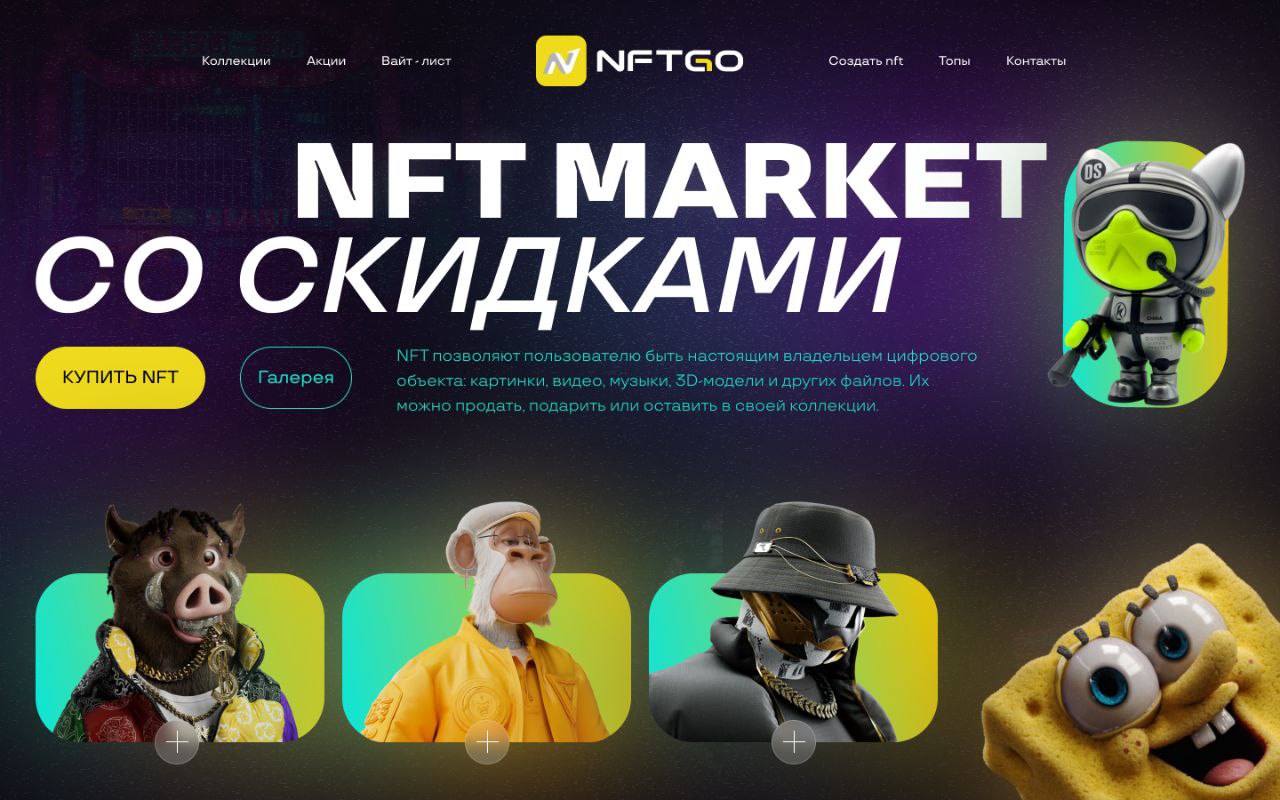 Коллекции
Акции
Вайт - лист
NFTGO
Создать nft
Топы
Контакты
NFT MARKET
СО СКИДКАМИ
DS
CHINA
КУПИТЬ NFT
Галерея
NFT позволяют пользователю быть настоящим владельцем цифрового
объекта: картинки, видео, музыки, 3D-модели и других файлов. Их
можно продать, подарить или оставить в своей коллекции.